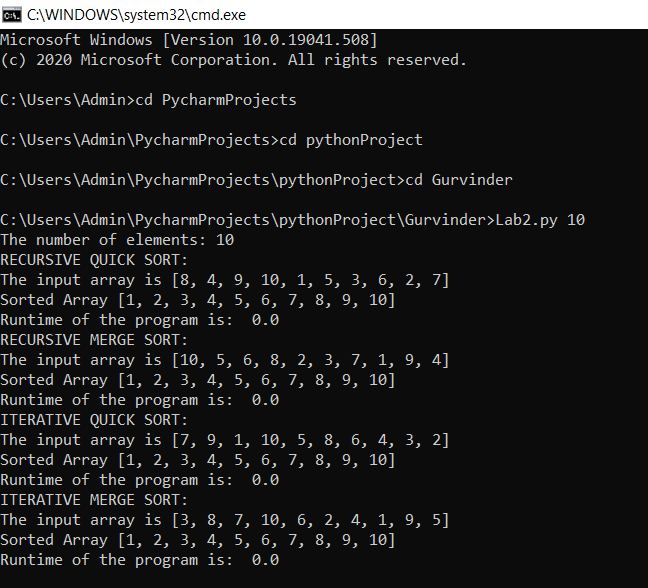 C:\WINDOWS\system32\cmd.exe
Microsoft Windows [Version 10.0.19041.508]
(c) 2020 Microsoft Corporation. All rights reserved.
C:\Users\Admin>cd PycharmProjects
C:\Users\Admin\PycharmProjects>cd pythonProject
C:\Users\Admin\PycharmProjects\pythonProject>cd Gurvinder
C:\Users\Admin\PycharmProjects\pythonProject\Gurvinder>Lab2.py 10
The number of elements: 10
RECURSIVE QUICK SORT:
The input array is [8, 4, 9, 10, 1, 5, 3, 6, 2, 7]
Sorted Array [1, 2, 3, 4, 5, 6, 7, 8, 9, 10]
Runtime of the program is:  0.0
RECURSIVE MERGE SORT:
The input array is [10, 5, 6, 8, 2, 3, 7, 1, 9, 4]
Sorted Array [1, 2, 3, 4, 5, 6, 7, 8, 9, 10]
Runtime of the program is:  0.0
ITERATIVE QUICK SORT:
The input array is [7, 9, 1, 10, 5, 8, 6, 4, 3, 2]
Sorted Array [1, 2, 3, 4, 5, 6, 7, 8, 9, 10]
Runtime of the program is:  0.0
ITERATIVE MERGE SORT:
The input array is [3, 8, 7, 10, 6, 2, 4, 1, 9, 5]
Sorted Array [1, 2, 3, 4, 5, 6, 7, 8, 9, 10]
Runtime of the program is:  0.0